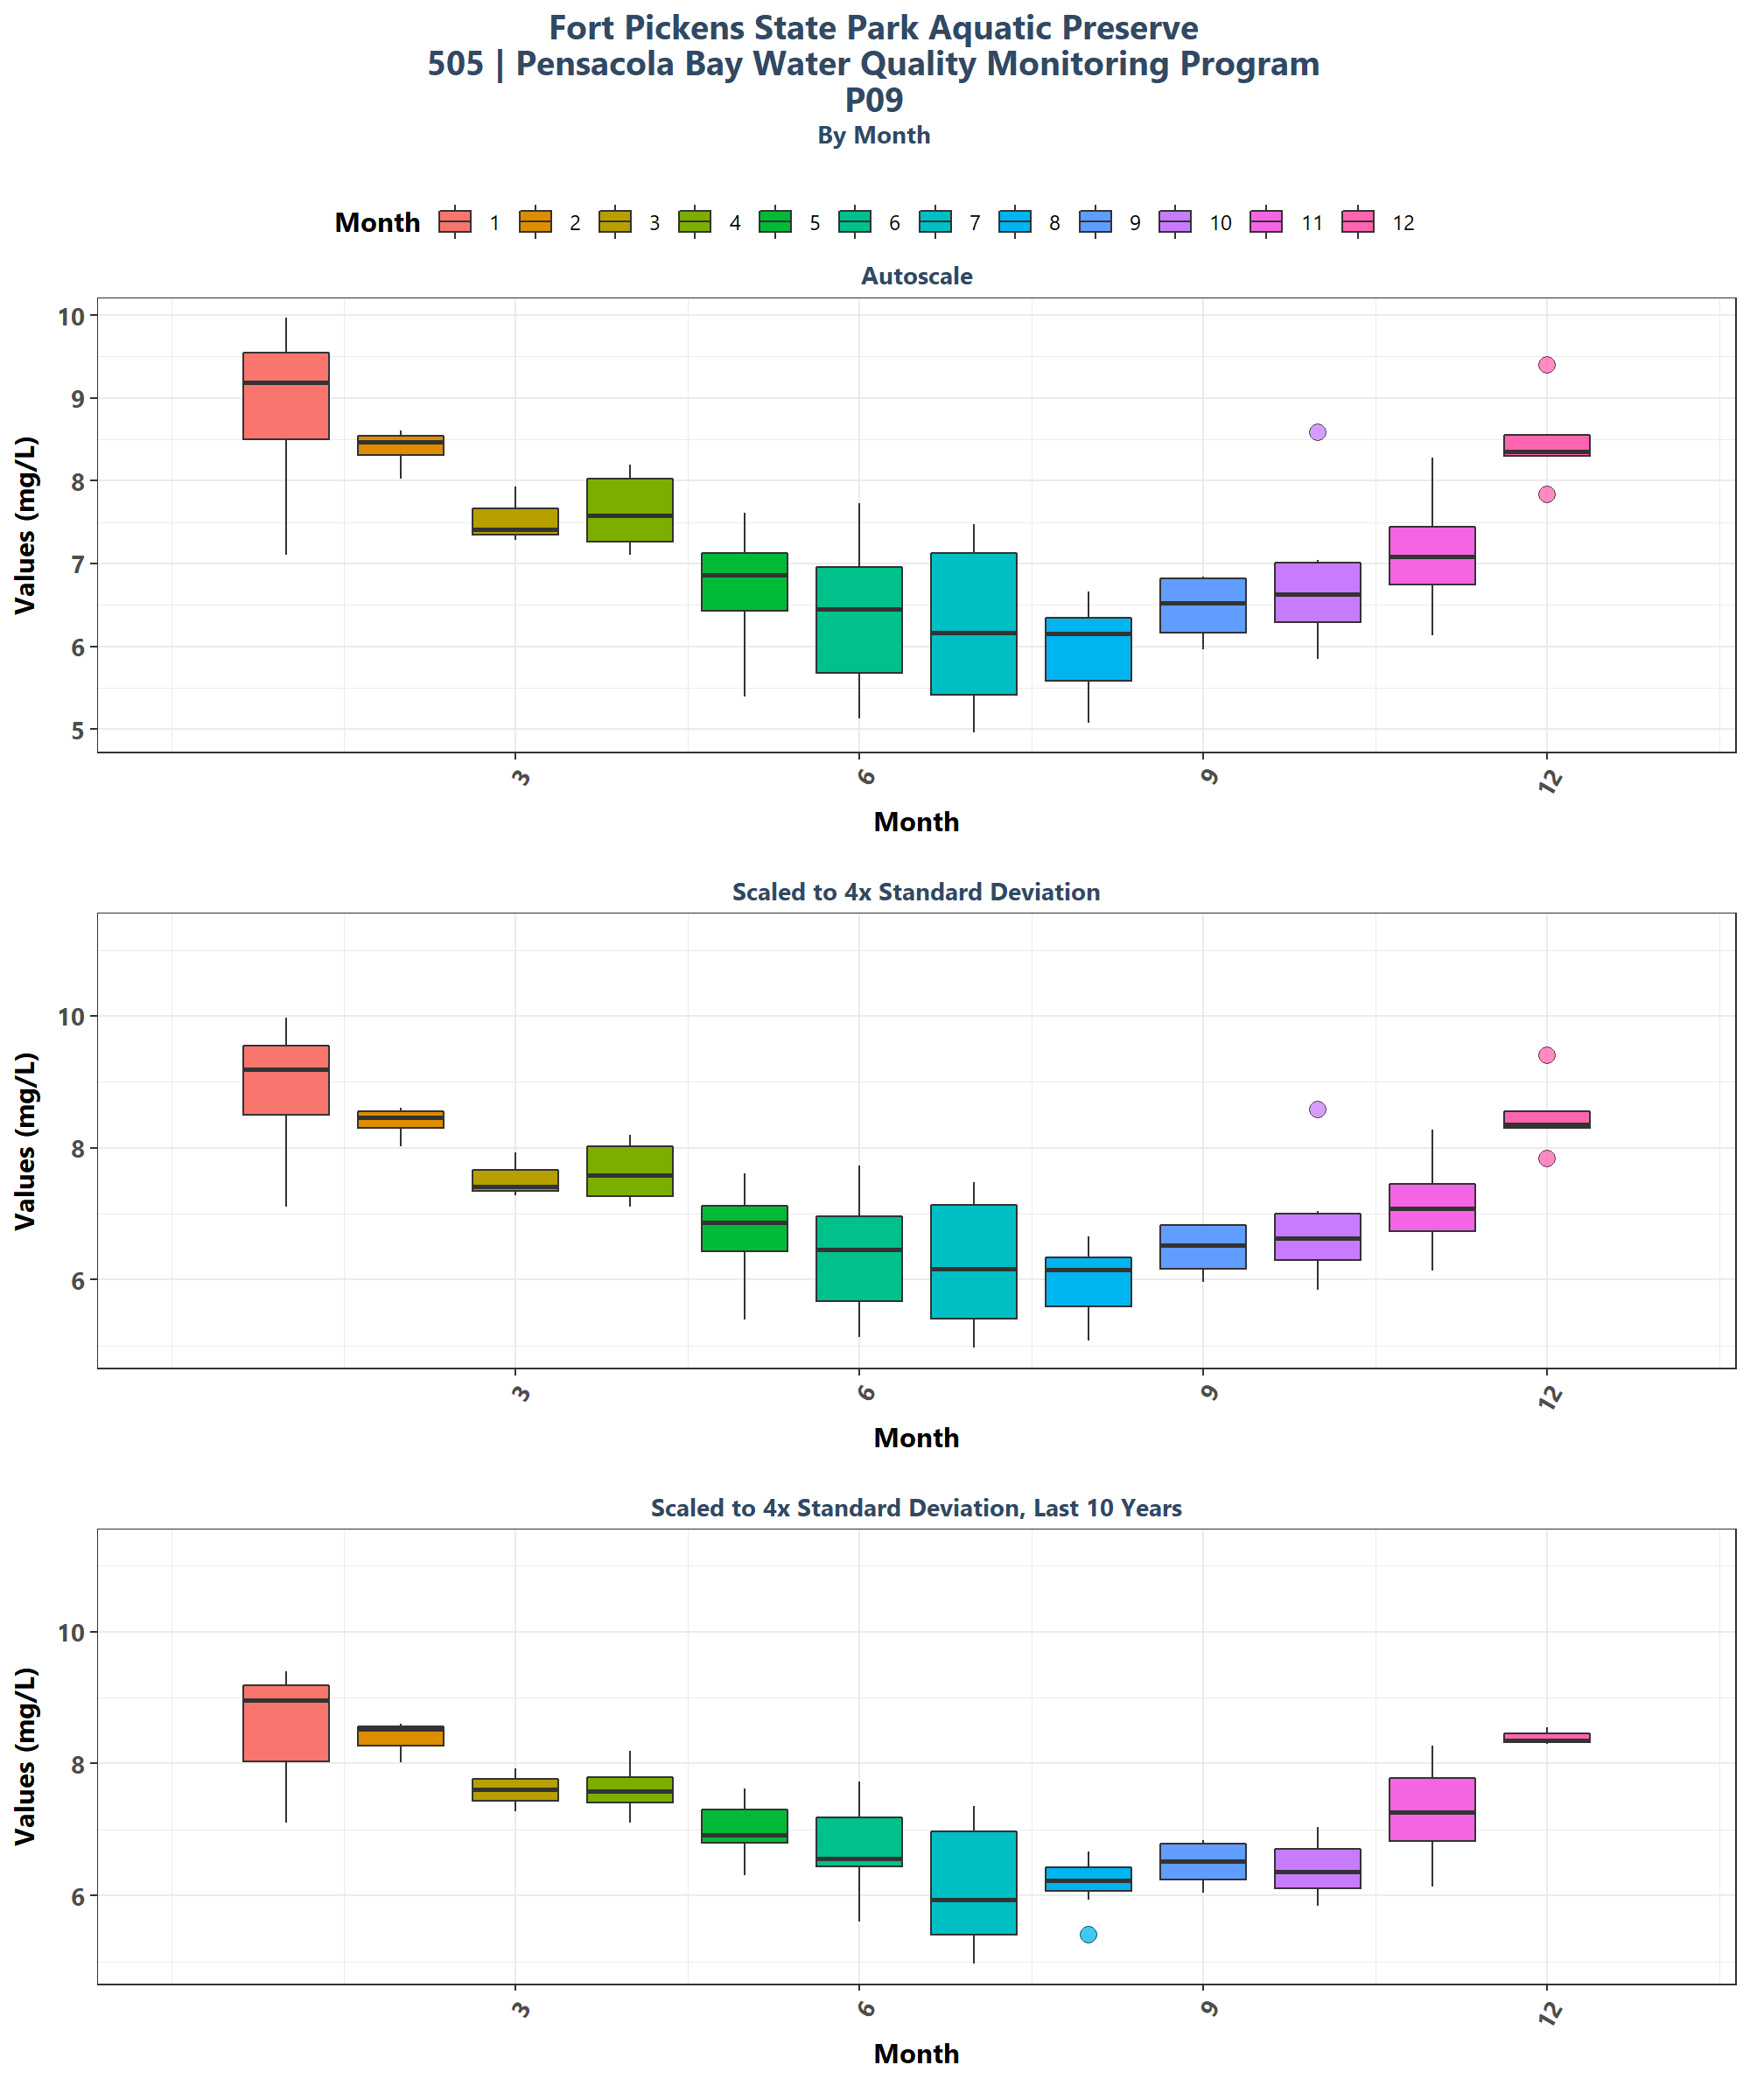 Fort Pickens State Park Aquatic Preserve
505 | Pensacola Bay Water Quality Monitoring Program
P09
By Month
Month 1 2 3 4 5 6 7 8 9 10 11 12
Autoscale
Values (mg/L)
10
9
8
7
6
5
3 6 9 12
Month
Scaled to 4x Standard Deviation
Values (mg/L)
10
8
6
3 6 9 12
Month
Scaled to 4x Standard Deviation, Last 10 Years
Values (mg/L)
10
8
6
3 6 9 12
Month